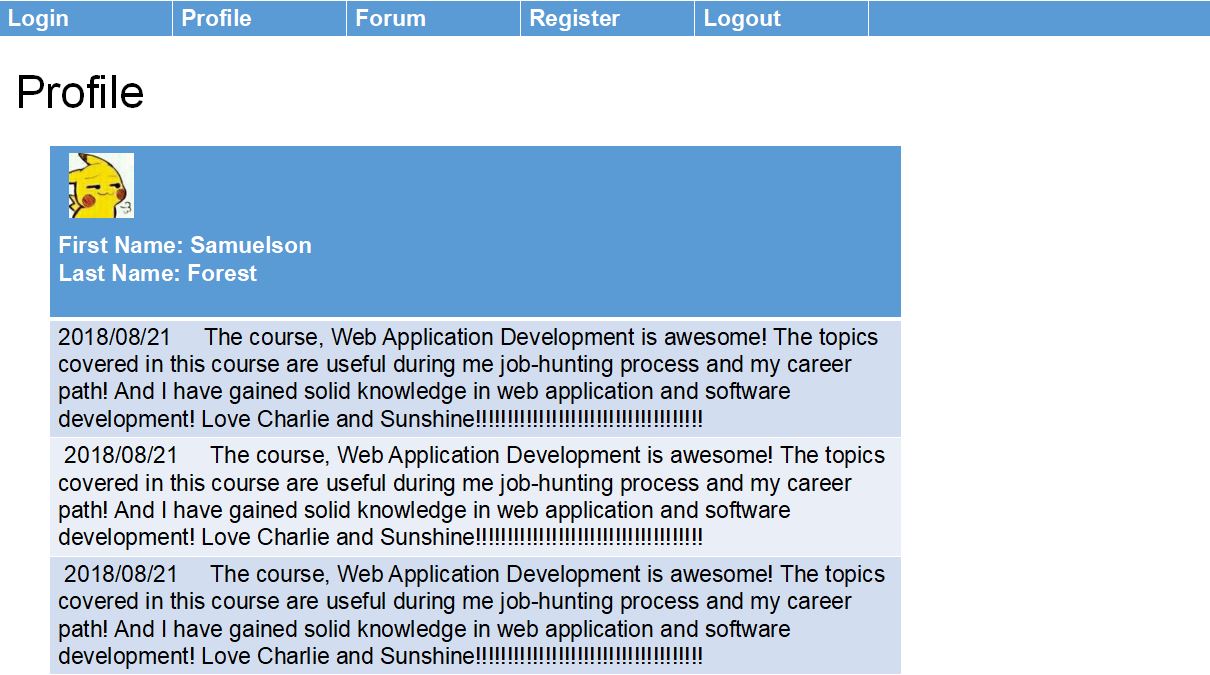 Login Profile Forum Register Logout
Profile
First Name: Samuelson
Last Name: Forest
2018/08/21 The course, Web Application Development is awesome! The topics
covered in this course are useful during me job-hunting process and my career
path! And I have gained solid knowledge in web application and software
development! Love Charlie and Sunshine!!!!!!!!!!!!!!!!!!!!!!!!!!!!!!!!!!!!
2018/08/21 The course, Web Application Development is awesome! The topics
covered in this course are useful during me job-hunting process and my career
path! And I have gained solid knowledge in web application and software
development! Love Charlie and Sunshine!!!!!!!!!!!!!!!!!!!!!!!!!!!!!!!!!!!!
2018/08/21 The course, Web Application Development is awesome! The topics
covered in this course are useful during me job-hunting process and my career
path! And I have gained solid knowledge in web application and software
development! Love Charlie and Sunshine!!!!!!!!!!!!!!!!!!!!!!!!!!!!!!!!!!!!